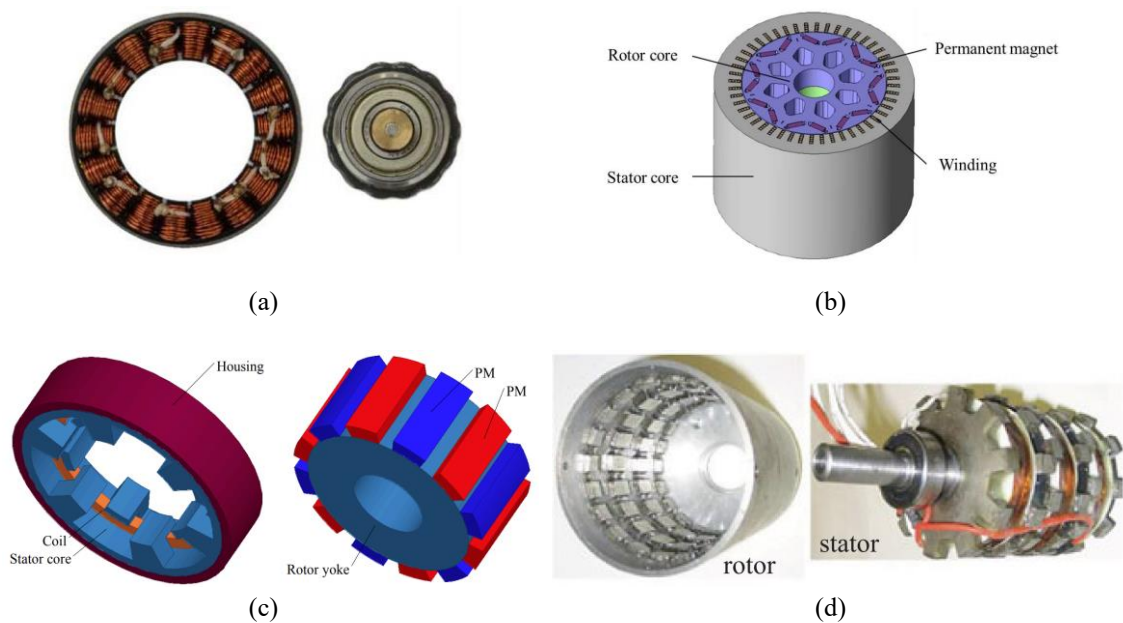 Rotor core
Permanent magnet
Stator core
Winding
(a)
(b)
Housing
PM
PM
Coil
Stator core
Rotor yoke
rotor
stator
(c)
(d)